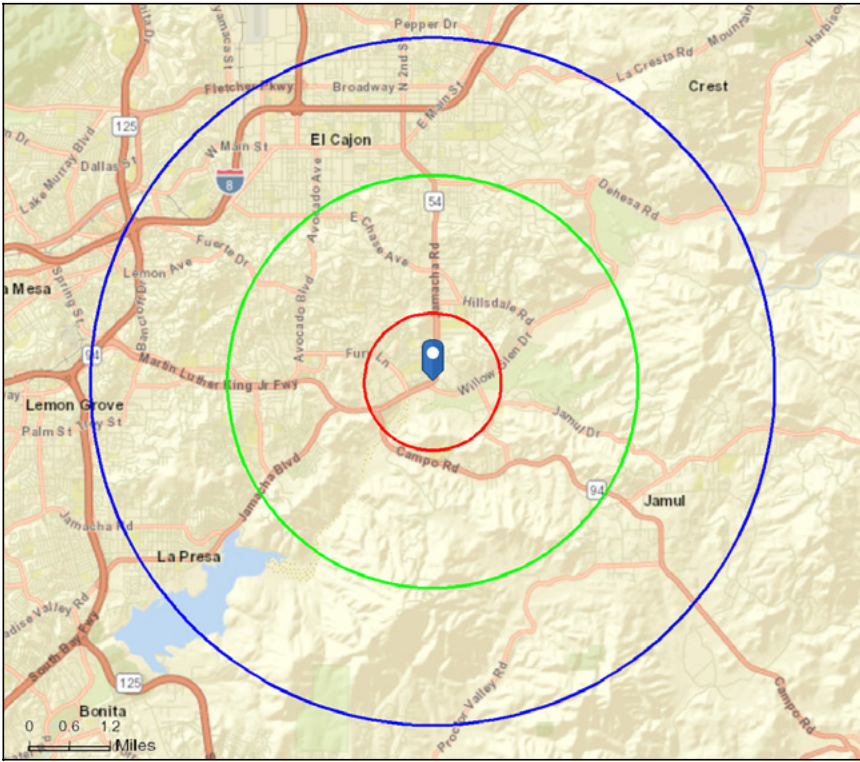 Pepper Dr
La Cresta Rd
Mountain
Harbison
N 2nd St
Fletcher Pkwy
Broadway
Crest
125
E Main St
El Cajon
W Main St
Lake Murray Blvd
Dallas St
8
54
Dehesa Rd
Avocado Ave
E Chase Ave
Fuerte Dr
Lemon Ave
a Mesa
Spring St
Bancroft Dr
Jamacha Rd
Hillsdale Rd
Avocado Blvd
94
Fury Ln
Willow Glen Dr
Martin Luther King Jr Fwy
Lemon Grove
Troy St
Palm St
Jamul Dr
Campo Rd
Jamacha Blvd
94
Jamul
Jamacha Rd
La Presa
adise Valley Rd
South Bay Fwy
125
Proctor Valley Rd
Campo Rd
Bonita
0 0.6 1.2
Miles